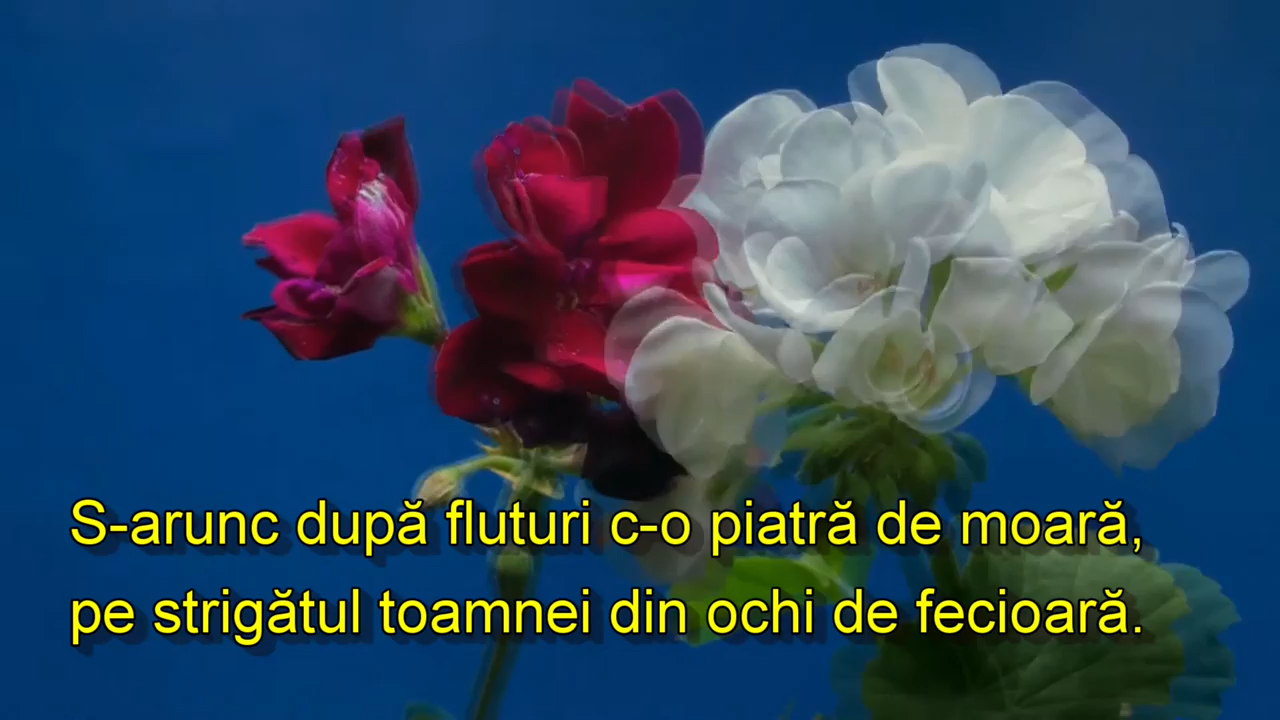 S-arunc după fluturi c-o piatră de moară,
pe strigătul toamnei din ochi de fecioară.